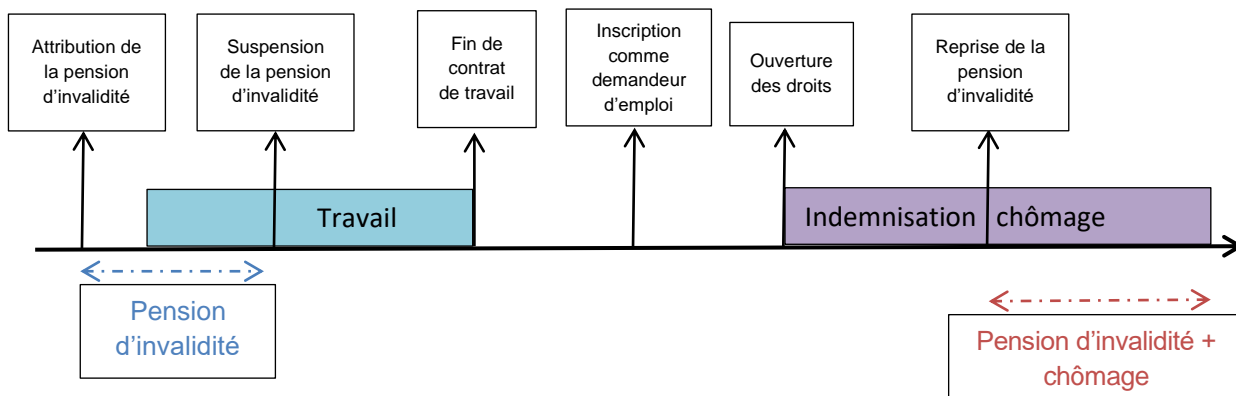 Attribution de
la pension
d'invalidité
Suspension
de la pension
d'invalidité
Fin de
contrat
de travail
Inscription
comme
demandeur
d'emploi
Ouverture
des droits
Reprise de la
pension
d'invalidité
Travail
Indemnisation chômage
Pension
d'invalidité
Pension d'invalidité +
chômage